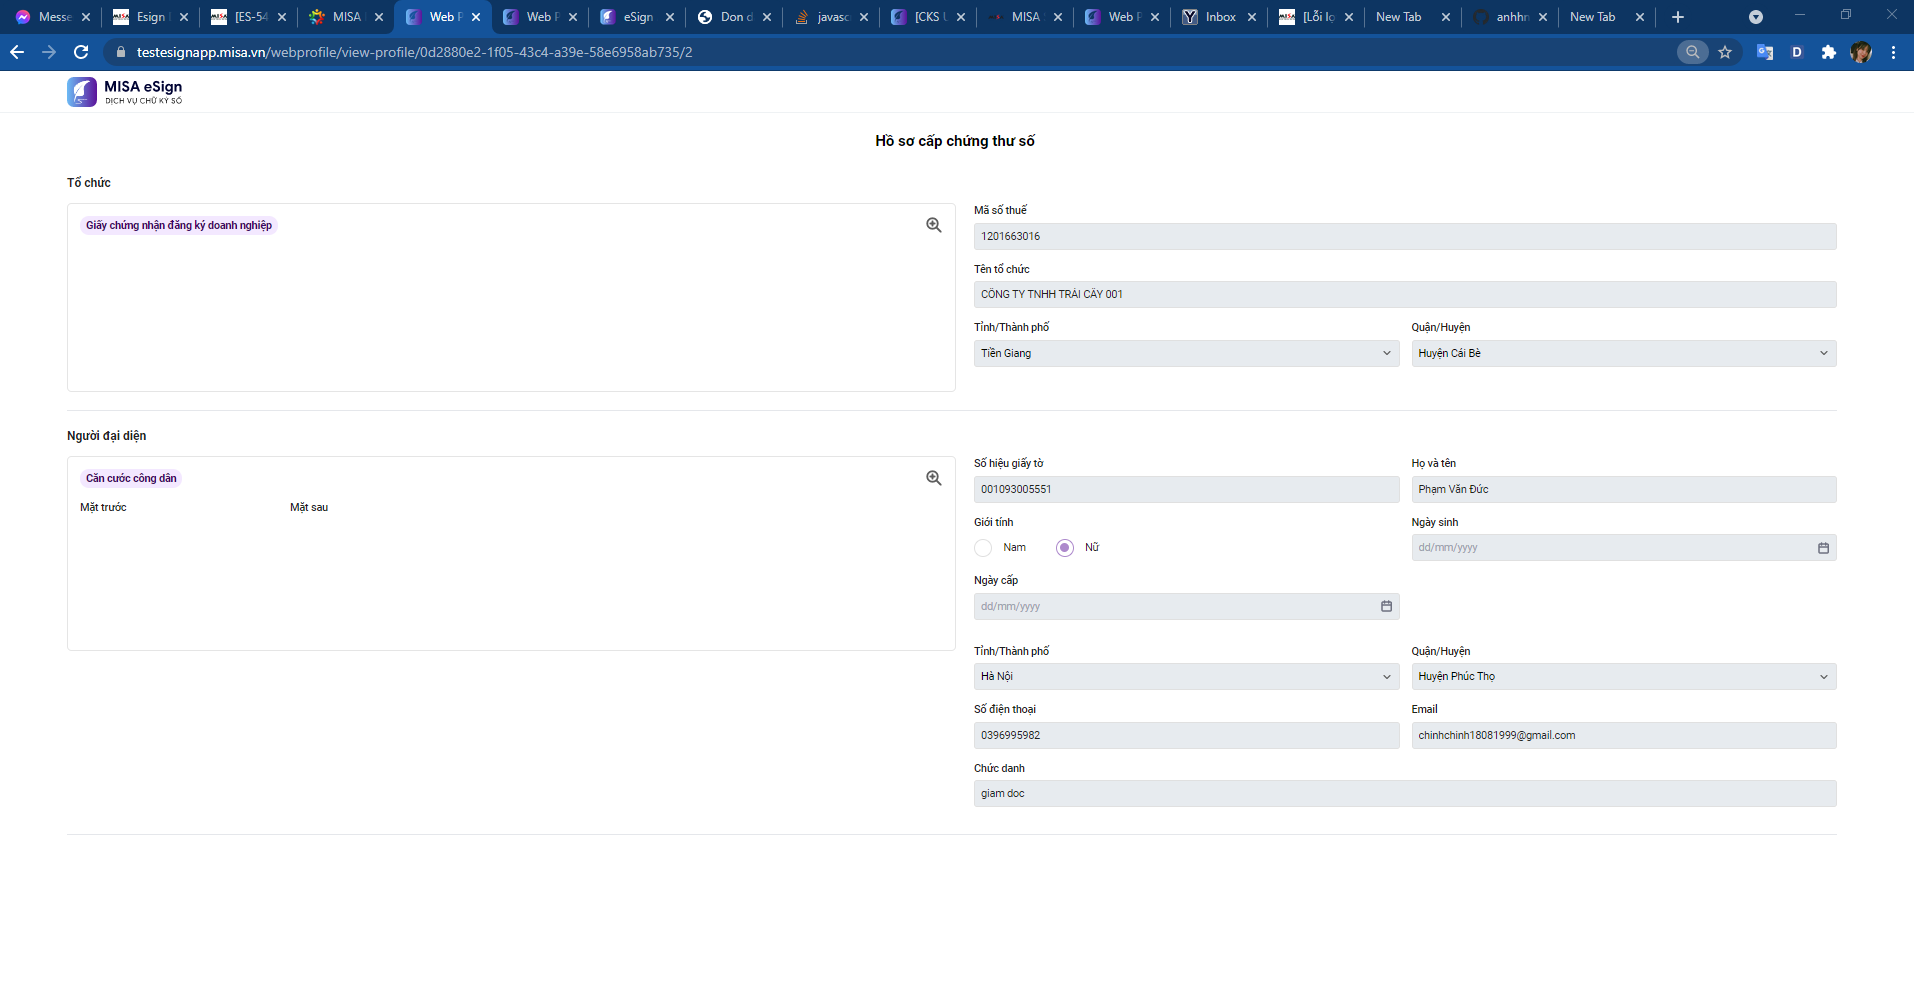 Messe
Esign
[ES-54
MISA
Web P
Web P
eSign
Don d
javasc
[CKS U
MISA
Web P
Inbox
[Lỗi lọ
New Tab
anhhn
New Tab
testesignapp.misa.vn/webprofile/view-profile/0d2880e2-1f05-43c4-a39e-58e6958ab735/2
D
MISA eSign
DỊCH VỤ CHỮ KÝ SỐ
Hồ sơ cấp chứng thư số
Tổ chức
Giấy chứng nhận đăng ký doanh nghiệp
Mã số thuế
1201663016
Tên tổ chức
CÔNG TY TNHH TRÁI CÂY 001
Tỉnh/Thành phố
Quận/Huyện
Tiền Giang
Huyện Cái Bè
Người đại diện
Căn cước công dân
Mặt trước
Mặt sau
Số hiệu giấy tờ
Họ và tên
001093005551
Phạm Văn Đức
Giới tính
Ngày sinh
Nam
Nữ
dd/mm/yyyy
Ngày cấp
dd/mm/yyyy
Tỉnh/Thành phố
Quận/Huyện
Hà Nội
Huyện Phúc Thọ
Số điện thoại
Email
0396995982
chinhchinh18081999@gmail.com
Chức danh
giam doc